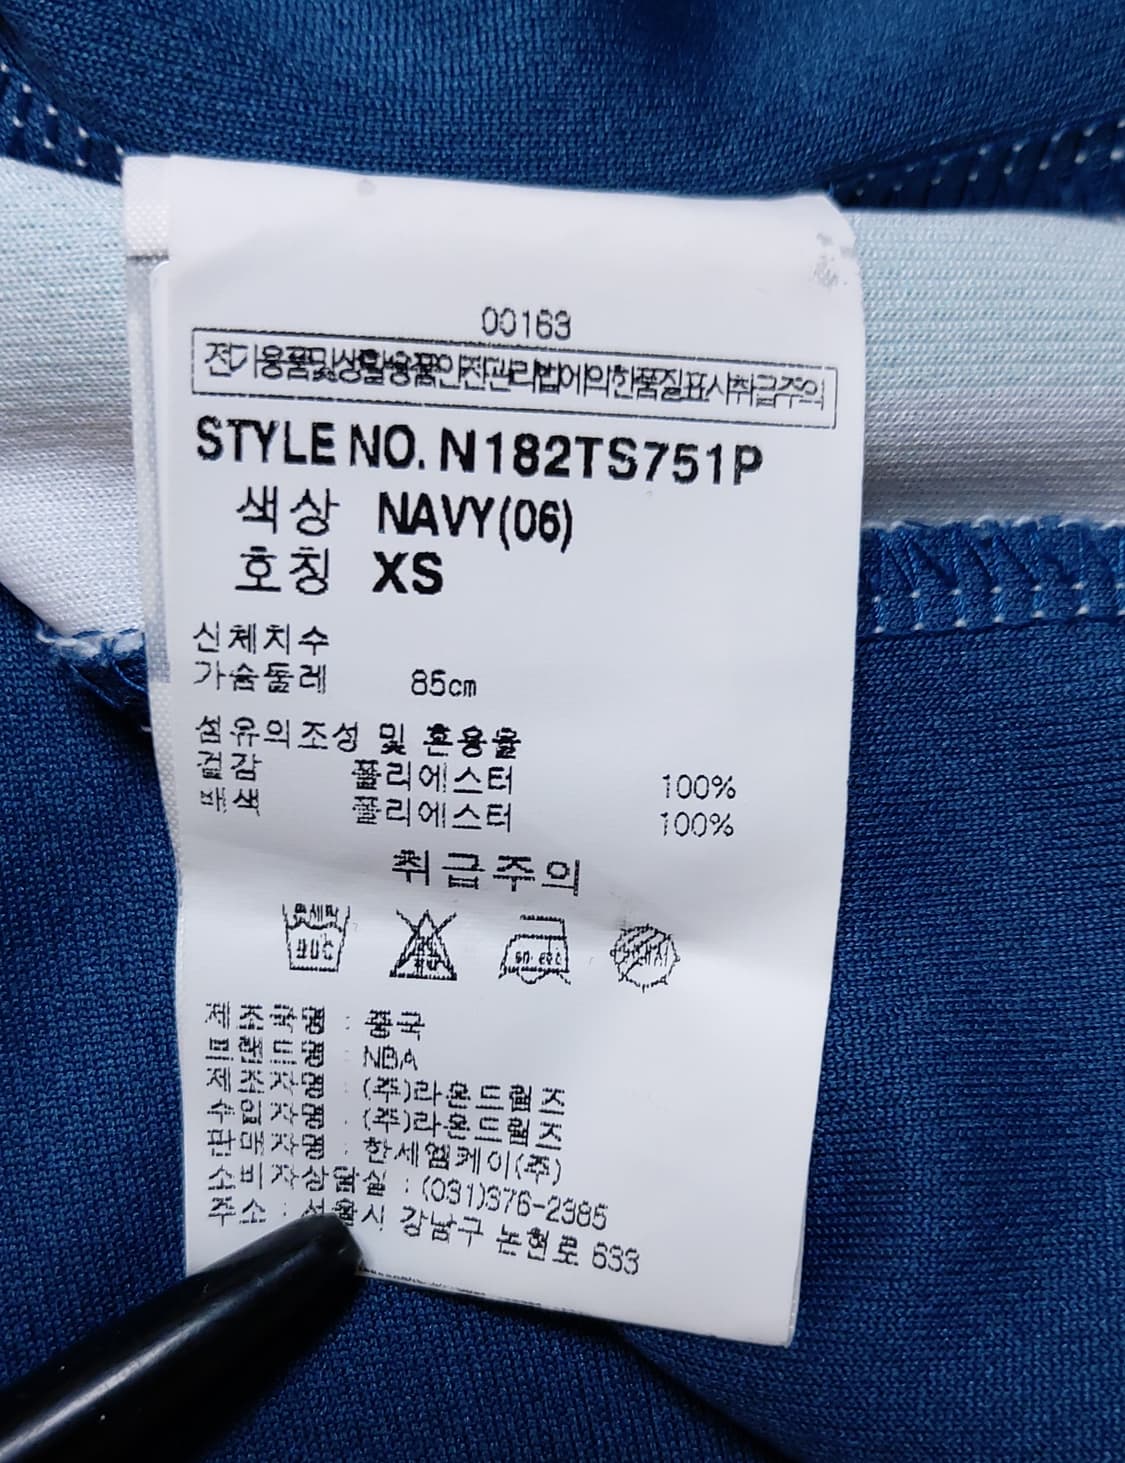 00163
전기용품및생활용품안전관리법에의한품질표시취급주의
STYLE NO. N182TS751P
색상 NAVY(06)
호칭 XS
신체치수
가슴둘레 85cm
섬유의조성 및 혼용율
겉감 폴리에스터 100%
배색 폴리에스터 100%
취급주의
제조국명 : 중국
브랜드명 : NBA
제조자명 : (주)라온드림즈
수입자명 : (주)라온드림즈
판매자명 : 한세엠케이(주)
소비자상담실 : (031)376-2385
주소 : 서울시 강남구 논현로 633